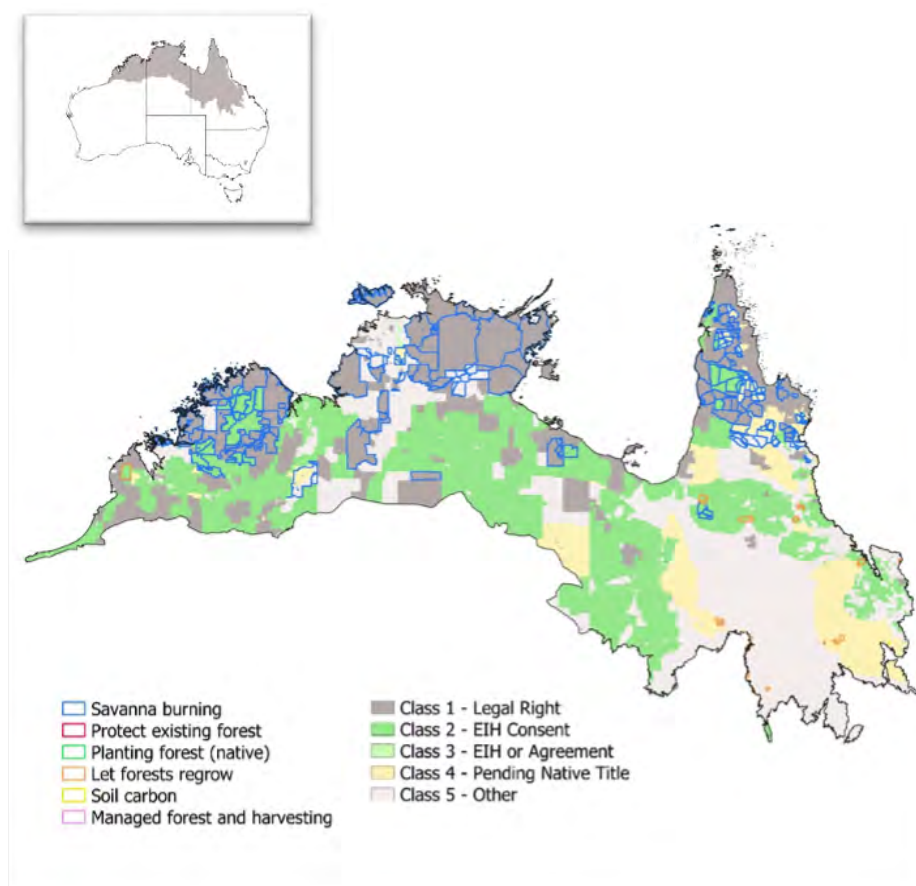 Savanna burning
Protect existing forest
Planting forest (native)
Let forests regrow
Soil carbon
Managed forest and harvesting
Class 1 - Legal Right
Class 2 - EIH Consent
Class 3 - EIH or Agreement
Class 4 - Pending Native Title
Class 5 - Other